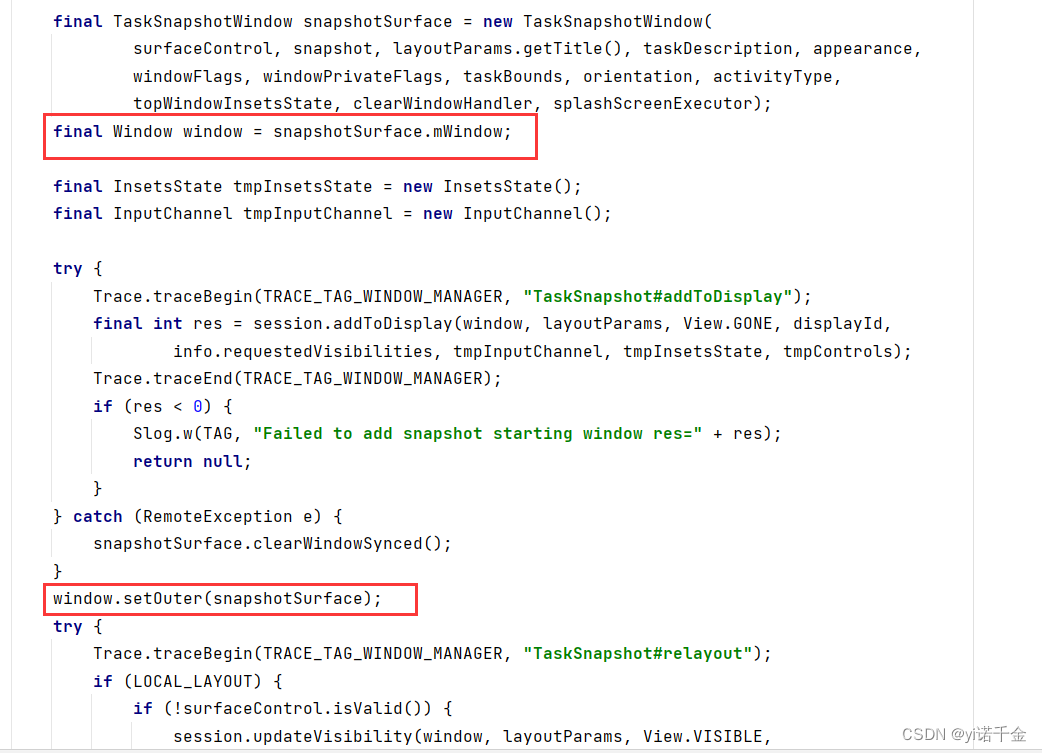 final TaskSnapshotWindow snapshotSurface = new TaskSnapshotWindow(
surfaceControl, snapshot, layoutParams.getTitle(), taskDescription, appearance,
windowFlags, windowPrivateFlags, taskBounds, orientation, activityType,
topWindowInsetsState, clearWindowHandler, splashScreenExecutor);
final Window window = snapshotSurface.mWindow;
final InsetsState tmpInsetsState = new InsetsState();
final InputChannel tmpInputChannel = new InputChannel();
try {
Trace.traceBegin(TRACE_TAG_WINDOW_MANAGER, "TaskSnapshot#addToDisplay");
final int res = session.addToDisplay(window, layoutParams, View.GONE, displayId,
info.requestedVisibilities, tmpInputChannel, tmpInsetsState, tmpControls);
Trace.traceEnd(TRACE_TAG_WINDOW_MANAGER);
if (res < 0) {
Slog.w(TAG, "Failed to add snapshot starting window res=" + res);
return null;
}
} catch (RemoteException e) {
snapshotSurface.clearWindowSynced();
}
window.setOuter(snapshotSurface);
try {
Trace.traceBegin(TRACE_TAG_WINDOW_MANAGER, "TaskSnapshot#relayout");
if (LOCAL_LAYOUT) {
if (!surfaceControl.isValid()) {
session.updateVisibility(window, layoutParams, View.VISIBLE,
CSDN @yi诺千金